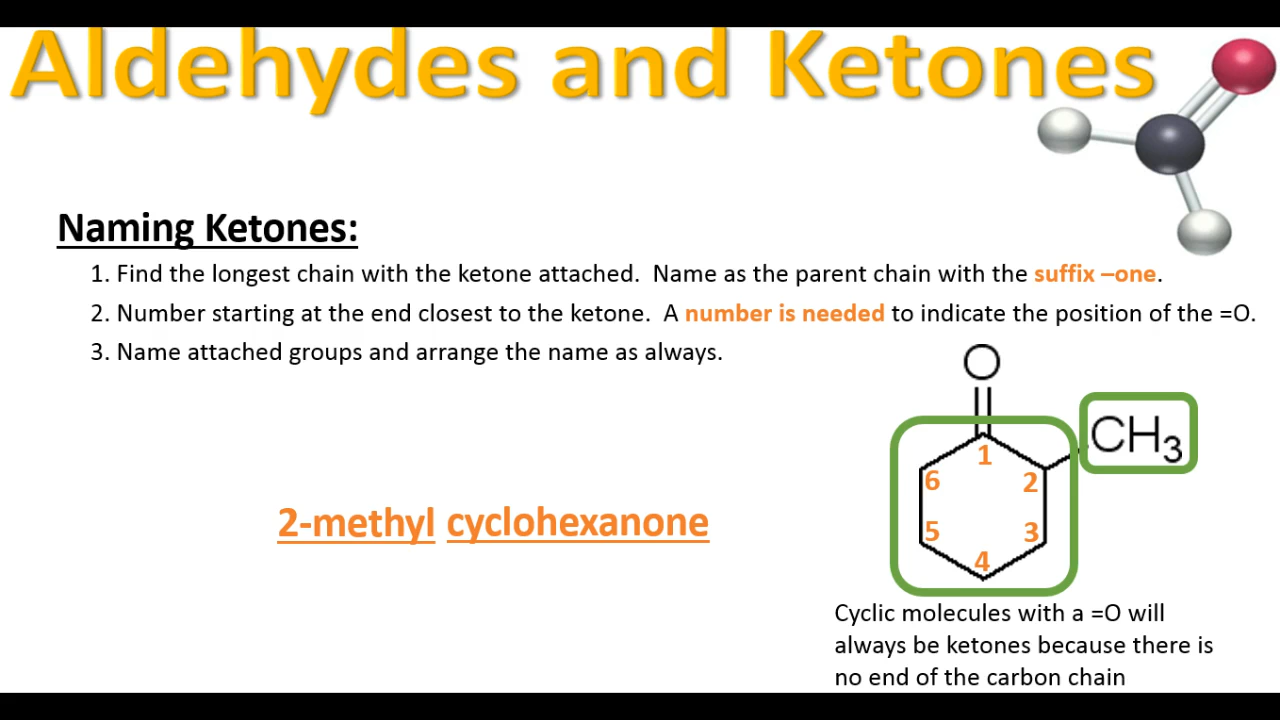 Aldehydes and Ketones
Naming Ketones:
1. Find the longest chain with the ketone attached.  Name as the parent chain with the suffix –one.
2. Number starting at the end closest to the ketone.  A number is needed to indicate the position of the =O.
3. Name attached groups and arrange the name as always.
O
CH3
1
6
2
5
3
4
2-methyl cyclohexanone
Cyclic molecules with a =O will
always be ketones because there is
no end of the carbon chain